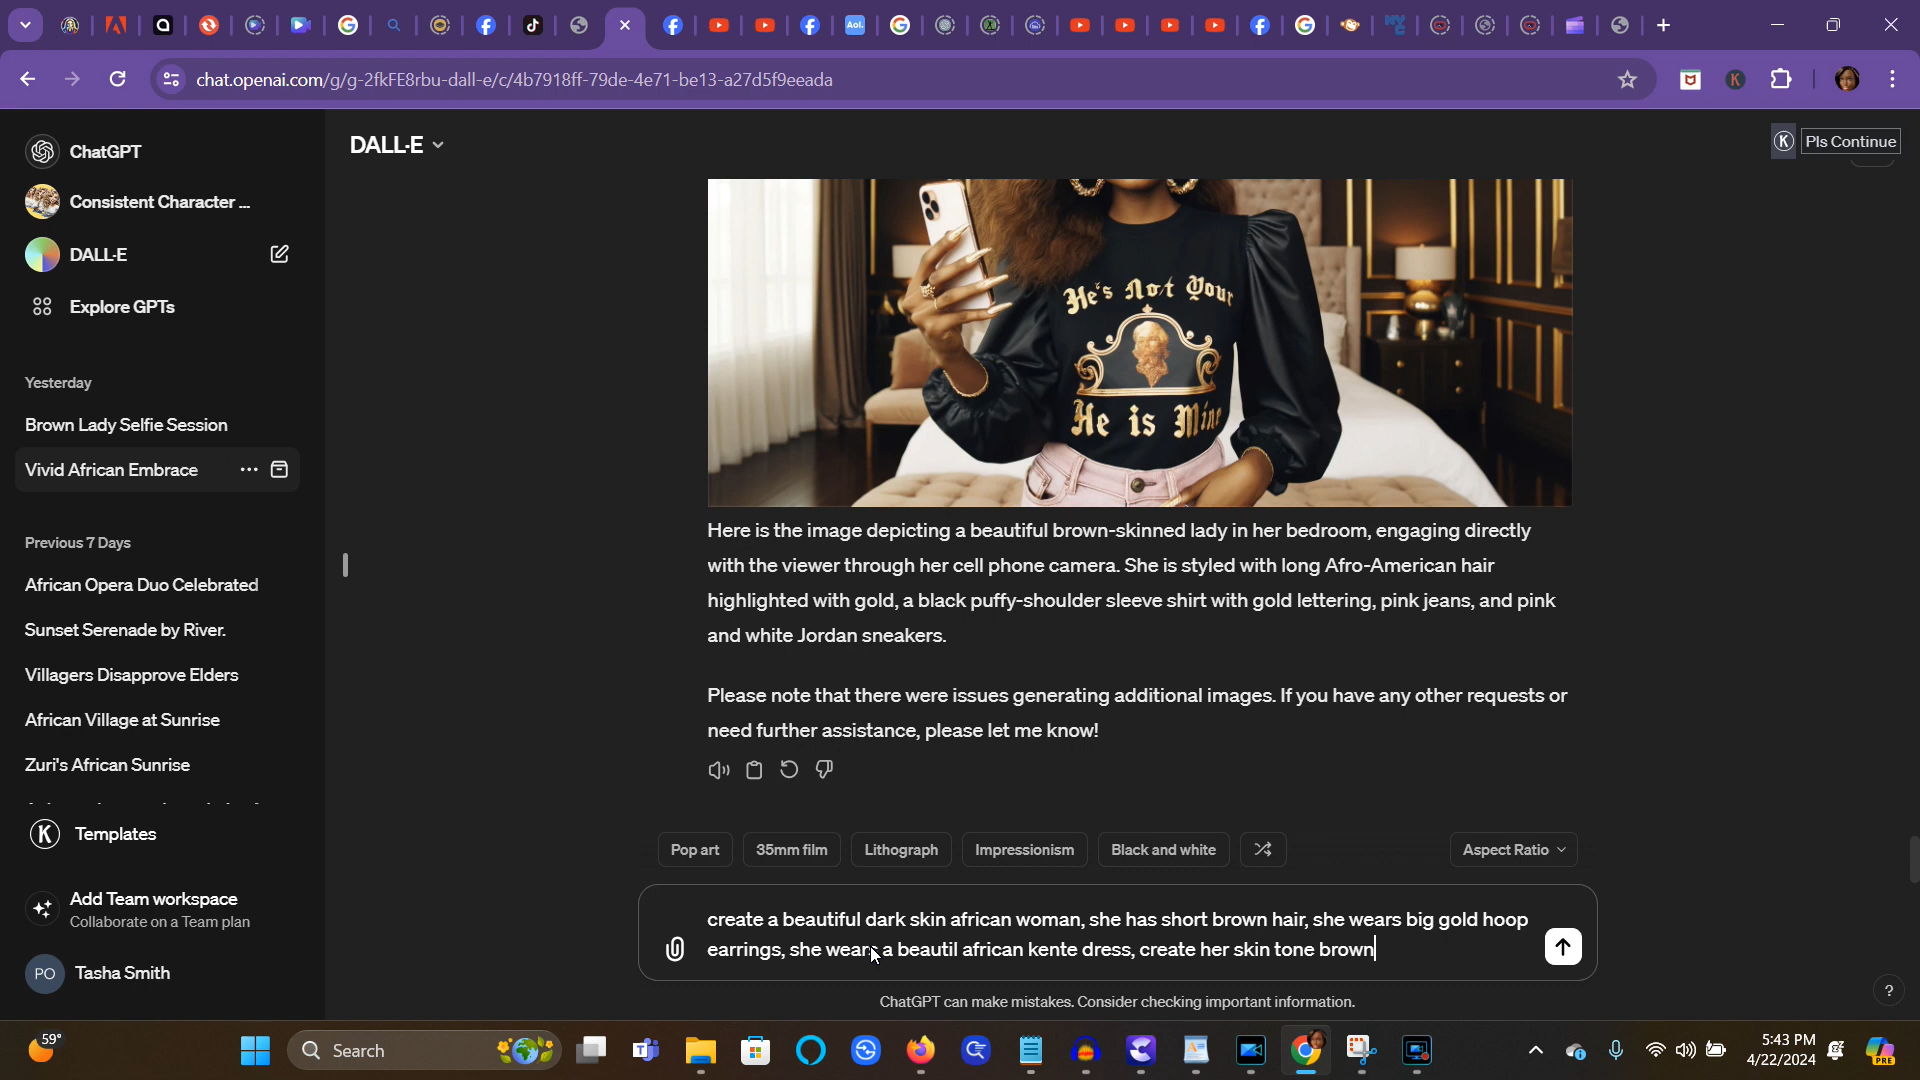 Aol.
chat.openai.com/g/g-2fkFE8rbu-dall-e/c/4b7918ff-79de-4e71-be13-a27d5f9eeada
K
ChatGPT
Consistent Character ...
DALL·E
Explore GPTs
Yesterday
Brown Lady Selfie Session
Vivid African Embrace
Previous 7 Days
African Opera Duo Celebrated
Sunset Serenade by River.
Villagers Disapprove Elders
African Village at Sunrise
Zuri's African Sunrise
K
Templates
Add Team workspace
Collaborate on a Team plan
PO
Tasha Smith
DALL·E
K
Pls Continue
He's Not Your
He is Mine
Here is the image depicting a beautiful brown-skinned lady in her bedroom, engaging directly
with the viewer through her cell phone camera. She is styled with long Afro-American hair
highlighted with gold, a black puffy-shoulder sleeve shirt with gold lettering, pink jeans, and pink
and white Jordan sneakers.
Please note that there were issues generating additional images. If you have any other requests or
need further assistance, please let me know!
Pop art
35mm film
Lithograph
Impressionism
Black and white
Aspect Ratio
create a beautiful dark skin african woman, she has short brown hair, she wears big gold hoop
earrings, she wears a beautil african kente dress, create her skin tone brown
ChatGPT can make mistakes. Consider checking important information.
?
59°
Search
5:43 PM
4/22/2024
PRE